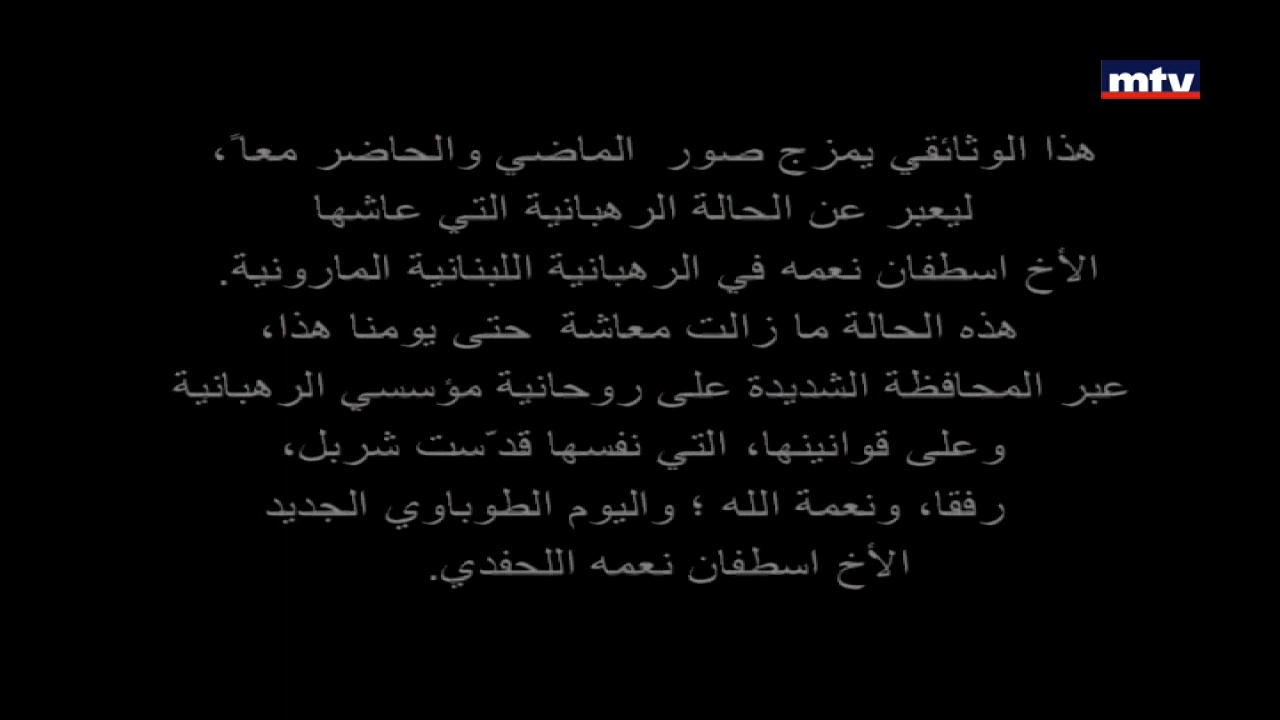 mtv
هذا الوثائقي يمزج صور الماضي والحاضر معاً،
ليعبر عن الحالة الرهبانية التي عاشها
الأخ اسطفان نعمه في الرهبانية اللبنانية المارونية.
هذه الحالة ما زالت معاشة حتى يومنا هذا،
عبر المحافظة الشديدة على روحانية مؤسسي الرهبانية
وعلى قوانينها، التي نفسها قدّست شربل،
رفقا، ونعمة الله ؛ واليوم الطوباوي الجديد
الأخ اسطفان نعمه اللحفدي.